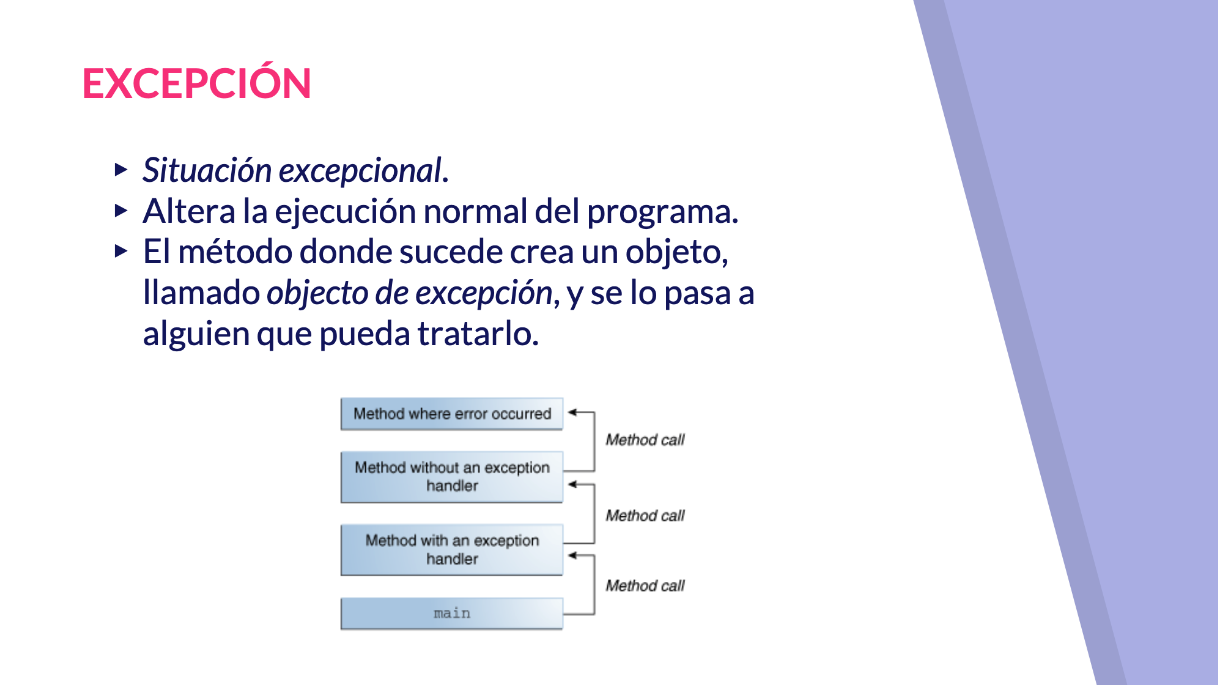 EXCEPCIÓN
▸ Situación excepcional.
▸ Altera la ejecución normal del programa.
▸ El método donde sucede crea un objeto,
llamado objecto de excepción, y se lo pasa a
alguien que pueda tratarlo.
Method where error occurred
Method call
Method without an exception
handler
Method call
Method with an exception
handler
Method call
main